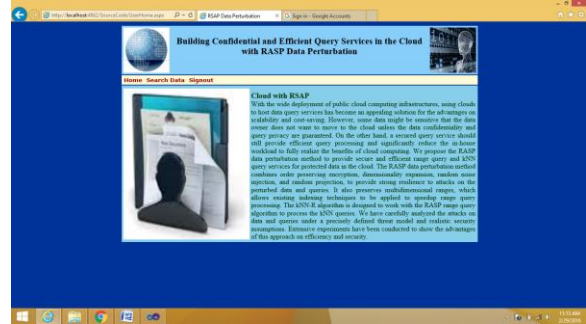 http://localhost:4902/SourceCode/UserHome.aspx
RSAP Data Perturbation
Sign in - Google Accounts
Building Confidential and Efficient Query Services in the Cloud
with RASP Data Perturbation
Home Search Data Signout
Cloud with RSAP
With the wide deployment of public cloud computing infrastructures, using clouds
to host data query services has become an appealing solution for the advantages on
scalability and cost-saving. However, some data might be sensitive that the data
owner does not want to move to the cloud unless the data confidentiality and
query privacy are guaranteed. On the other hand, a secured query service should
still provide efficient query processing and significantly reduce the in-house
workload to fully realize the benefits of cloud computing. We propose the RASP
data perturbation method to provide secure and efficient range query and kNN
query services for protected data in the cloud. The RASP data perturbation method
combines order preserving encryption, dimensionality expansion, random noise
injection, and random projection, to provide strong resilience to attacks on the
perturbed data and queries. It also preserves multidimensional ranges, which
allows existing indexing techniques to be applied to speedup range query
processing. The kNN-R algorithm is designed to work with the RASP range query
algorithm to process the kNN queries. We have carefully analyzed the attacks on
data and queries under a precisely defined threat model and realistic security
assumptions. Extensive experiments have been conducted to show the advantages
of this approach on efficiency and security.
11:13 AM
2/29/2016